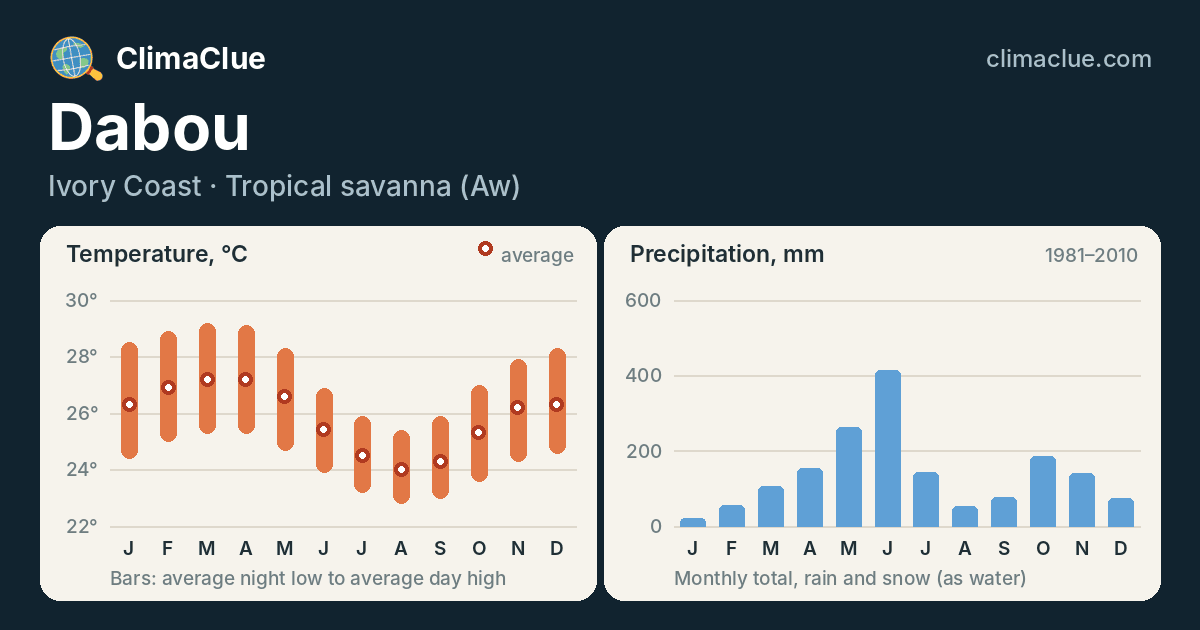 ClimaClue
climaclue.com
Dabou
Ivory Coast · Tropical savanna (Aw)
Temperature, °C
average
30°
28°
26°
24°
22°
J F M A M J J A S O N D
Bars: average night low to average day high
Precipitation, mm
1981–2010
600
400
200
0
J F M A M J J A S O N D
Monthly total, rain and snow (as water)